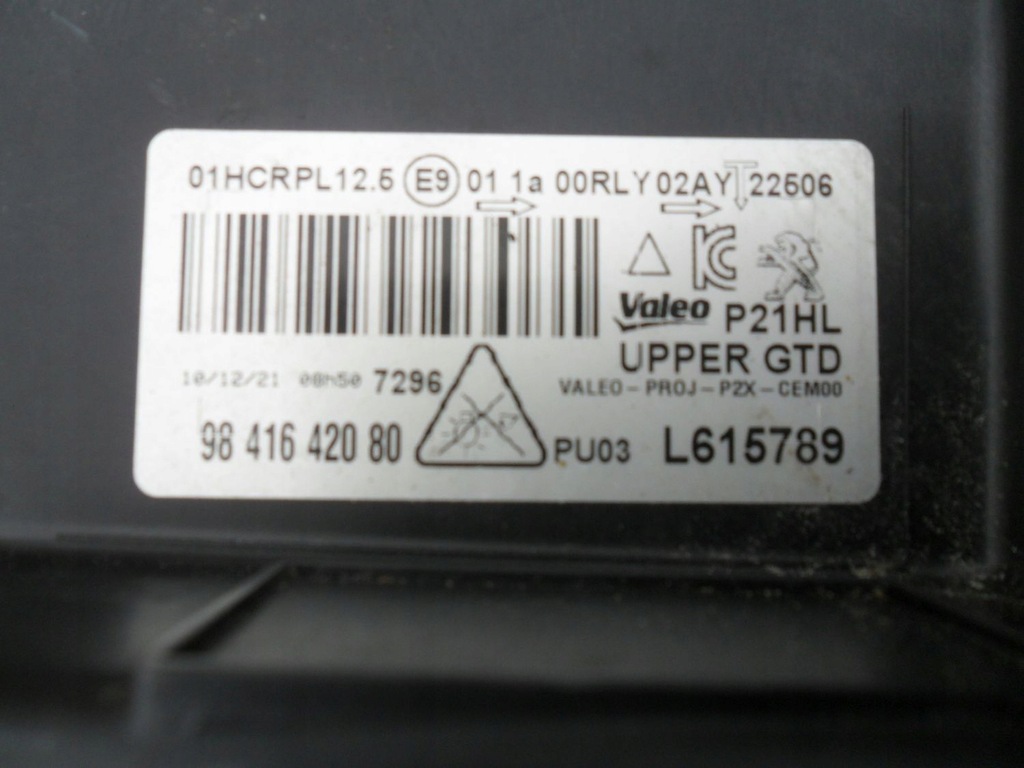 01HCRPL12.5 E9 01 1a 00RLY 02AY 22506
KC
Valeo P21HL
UPPER GTD
10/12/21 08h50 7296 VALEO-PROJ-P2X-CEM00
98 416 420 80 PU03 L615789